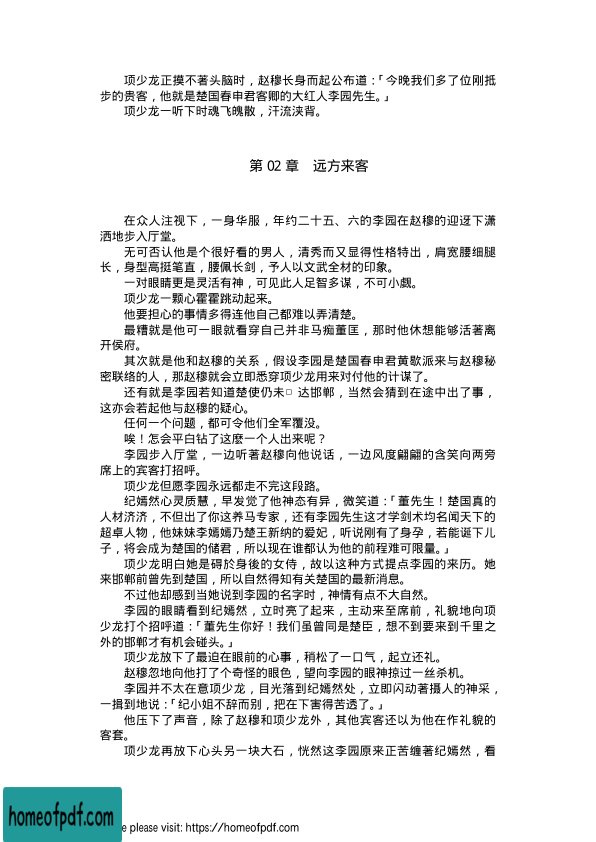 项少龙正摸不著头脑时，赵穆长身而起公布道：「今晚我们多了位刚抵
步的贵客，他就是楚国春申君客卿的大红人李园先生。」
项少龙一听下时魂飞魄散，汗流浃背。
第 02 章 远方来客
在众人注视下，一身华服，年约二十五、六的李园在赵穆的迎迓下潇
洒地步入厅堂。
无可否认他是个很好看的男人，清秀而又显得性格特出，肩宽腰细腿
长，身型高挺笔直，腰佩长剑，予人以文武全材的印象。
一对眼睛更是灵活有神，可见此人足智多谋，不可小觑。
项少龙一颗心霍霍跳动起来。
他要担心的事情多得连他自己都难以弄清楚。
最糟就是他可一眼就看穿自己并非马痴董匡，那时他休想能够活著离
开侯府。
其次就是他和赵穆的关系，假设李园是楚国春申君黄歇派来与赵穆秘
密联络的人，那赵穆就会立即悉穿项少龙用来对付他的计谋了。
还有就是李园若知道楚使仍未□达邯郸，当然会猜到在途中出了事，
这亦会若起他与赵穆的疑心。
任何一个问题，都可令他们全军覆没。
唉！怎会平白钻了这麽一个人出来呢？
李园步入厅堂，一边听著赵穆向他说话，一边风度翩翩的含笑向两旁
席上的宾客打招呼。
项少龙但愿李园永远都走不完这段路。
纪嫣然心灵质慧，早发觉了他神态有异，微笑道：「董先生！楚国真的
人材济济，不但出了你这养马专家，还有李园先生这才学剑术均名闻天下的
超卓人物，他妹妹李嫣嫣乃楚王新纳的爱妃，听说刚有了身孕，若能诞下儿
子，将会成为楚国的储君，所以现在谁都认为他的前程难可限量。」
项少龙明白她是碍於身後的女侍，故以这种方式提点李园的来历。她
来邯郸前曾先到楚国，所以自然得知有关楚国的最新消息。
不过他却感到当她说到李园的名字时，神情有点不大自然。
李园的眼睛看到纪嫣然，立时亮了起来，主动来至席前，礼貌地向项
少龙打个招呼道：「董先生你好！我们虽曾同是楚臣，想不到要来到千里之
外的邯郸才有机会碰头。」
项少龙放下了最迫在眼前的心事，稍松了一口气，起立还礼。
赵穆忽地向他打了个奇怪的眼色，望向李园的眼神掠过一丝杀机。
李园并不太在意项少龙，目光落到纪嫣然处，立即闪动著摄人的神采，
一揖到地说：「纪小姐不辞而别，把在下害得苦透了。」
他压下了声音，除了赵穆和项少龙外，其他宾客还以为他在作礼貌的
客套。
项少龙再放下心头另一块大石，恍然这李园原来正苦缠著纪嫣然，看
homeofpdf.com
e please visit: https://homeofpdf.com